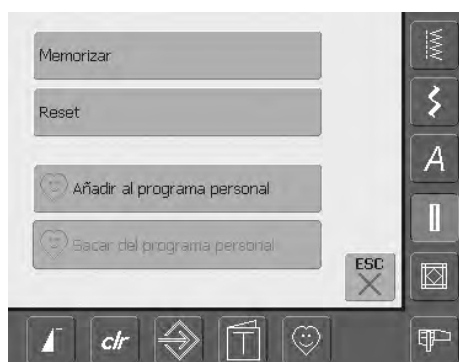 Memorizar
Reset
Añadir al programa personal
Sacar del programa personal
ESC
A
clr
T